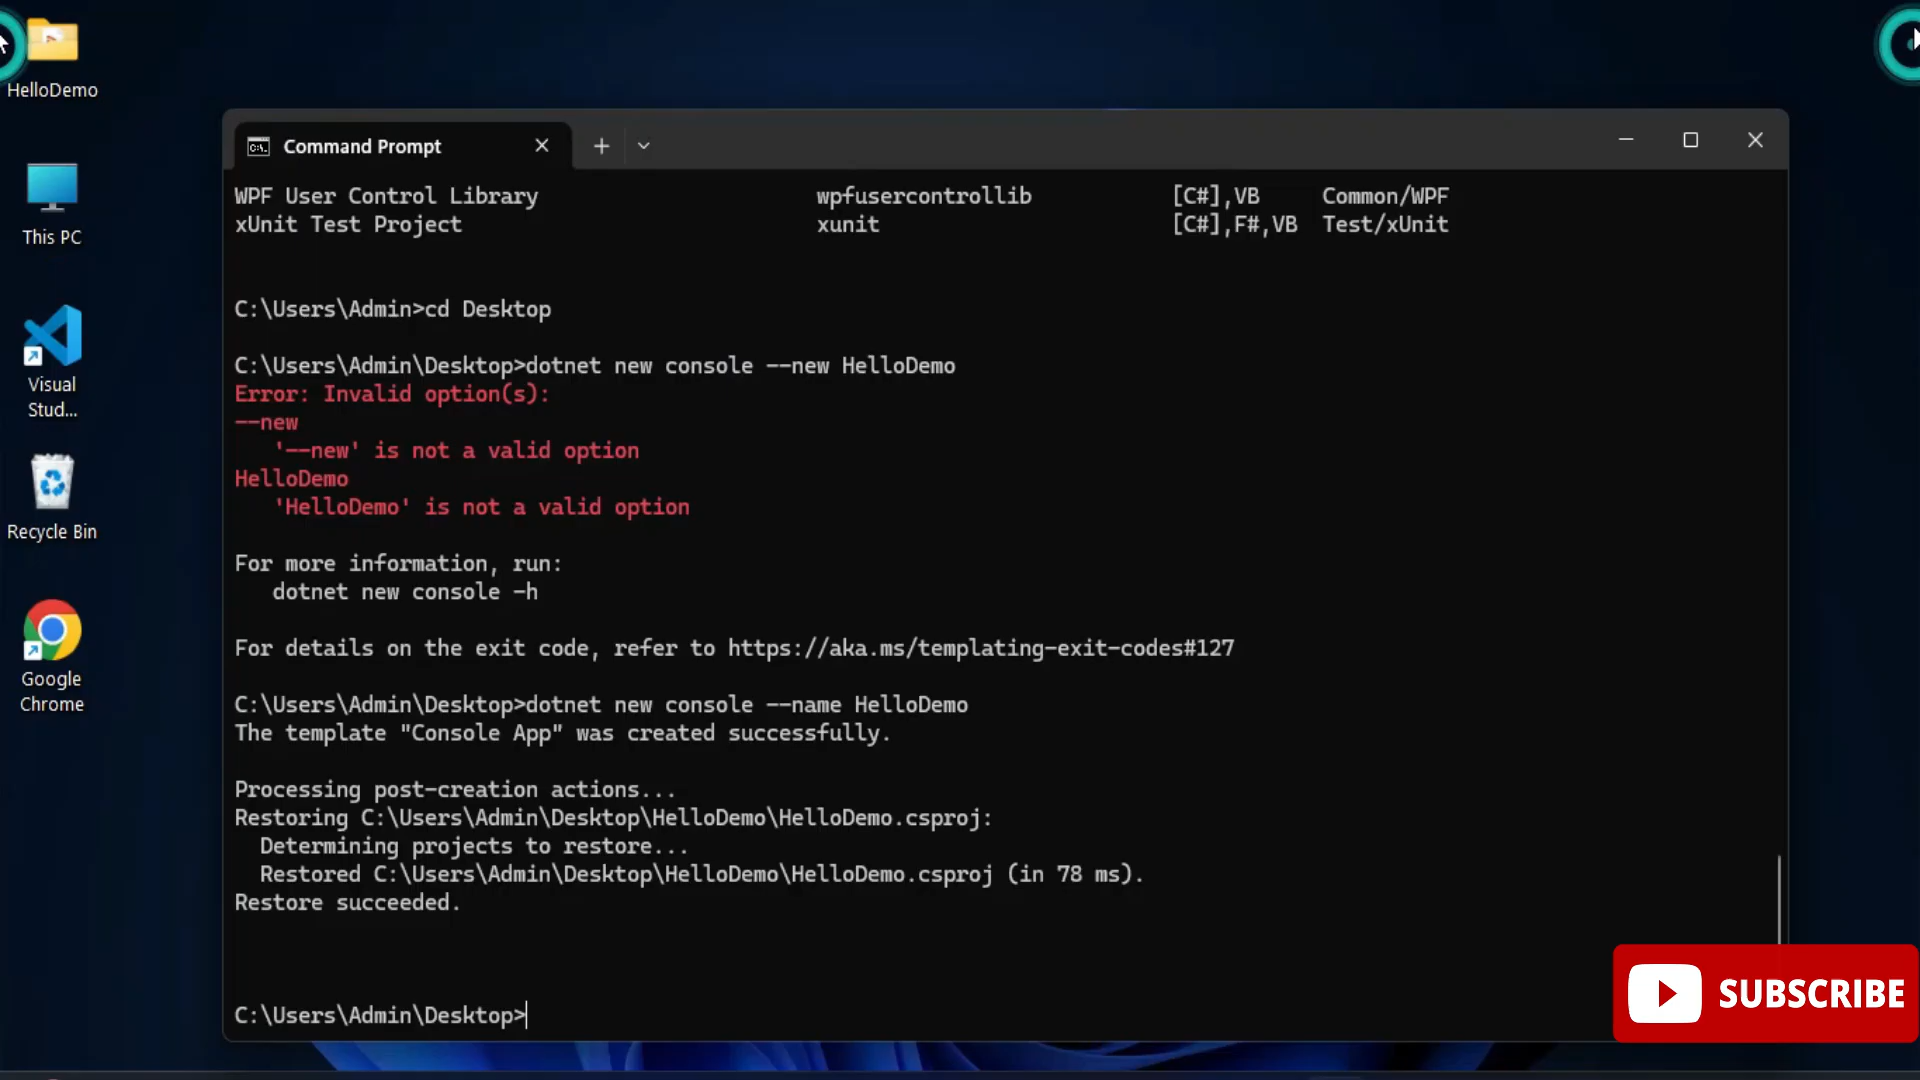 HelloDemo
This PC
Visual
Stud...
Recycle Bin
Google
Chrome
Command Prompt
WPF User Control Library wpfusercontrollib [C#],VB Common/WPF
xUnit Test Project xunit [C#],F#,VB Test/xUnit
C:\Users\Admin>cd Desktop
C:\Users\Admin\Desktop>dotnet new console --new HelloDemo
Error: Invalid option(s):
--new
'--new' is not a valid option
HelloDemo
'HelloDemo' is not a valid option
For more information, run:
dotnet new console -h
For details on the exit code, refer to https://aka.ms/templating-exit-codes#127
C:\Users\Admin\Desktop>dotnet new console --name HelloDemo
The template "Console App" was created successfully.
Processing post-creation actions...
Restoring C:\Users\Admin\Desktop\HelloDemo\HelloDemo.csproj:
Determining projects to restore...
Restored C:\Users\Admin\Desktop\HelloDemo\HelloDemo.csproj (in 78 ms).
Restore succeeded.
C:\Users\Admin\Desktop>
SUBSCRIBE